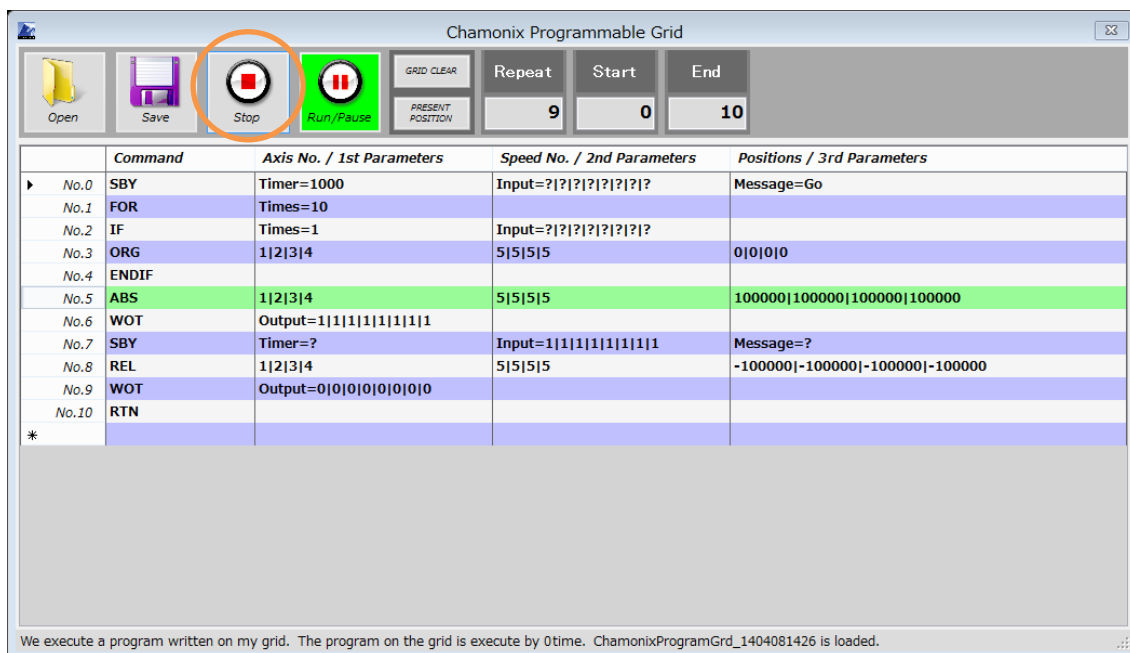 Chamonix Programmable Grid
Open Save Stop Run/Pause GRID CLEAR PRESENT POSITION Repeat Start End
9 0 10
Command Axis No. / 1st Parameters Speed No. / 2nd Parameters Positions / 3rd Parameters
No.0 SBY Timer=1000 Input=?|?|?|?|?|?|?|? Message=Go
No.1 FOR Times=10
No.2 IF Times=1 Input=?|?|?|?|?|?|?|?
No.3 ORG 1|2|3|4 5|5|5|5 0|0|0|0
No.4 ENDIF
No.5 ABS 1|2|3|4 5|5|5|5 100000|100000|100000|100000
No.6 WOT Output=1|1|1|1|1|1|1|1
No.7 SBY Timer=? Input=1|1|1|1|1|1|1|1 Message=?
No.8 REL 1|2|3|4 5|5|5|5 -100000|-100000|-100000|-100000
No.9 WOT Output=0|0|0|0|0|0|0|0
No.10 RTN
We execute a program written on my grid. The program on the grid is execute by 0time. ChamonixProgramGrd_1404081426 is loaded.